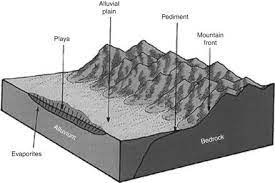 Alluvial
plain
Pediment
Playa
Mountain
front
Alluvium
Bedrock
Evaporites